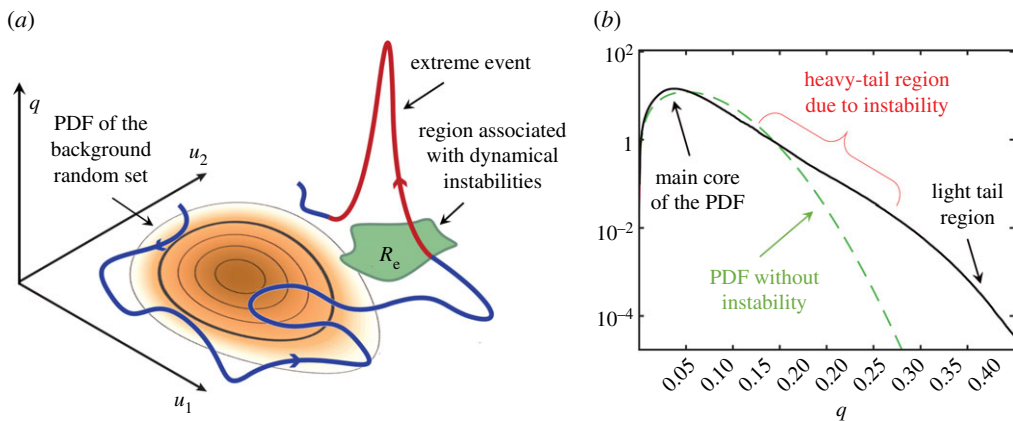 (a)
q
PDF of the
background
random set
u2
u1
extreme event
region associated
with dynamical
instabilities
Re
(b)
10^2
1
10^-2
10^-4
heavy-tail region
due to instability
main core
of the PDF
light tail
region
PDF without
instability
0.05 0.10 0.15 0.20 0.20 0.25 0.30 0.35 0.40
q